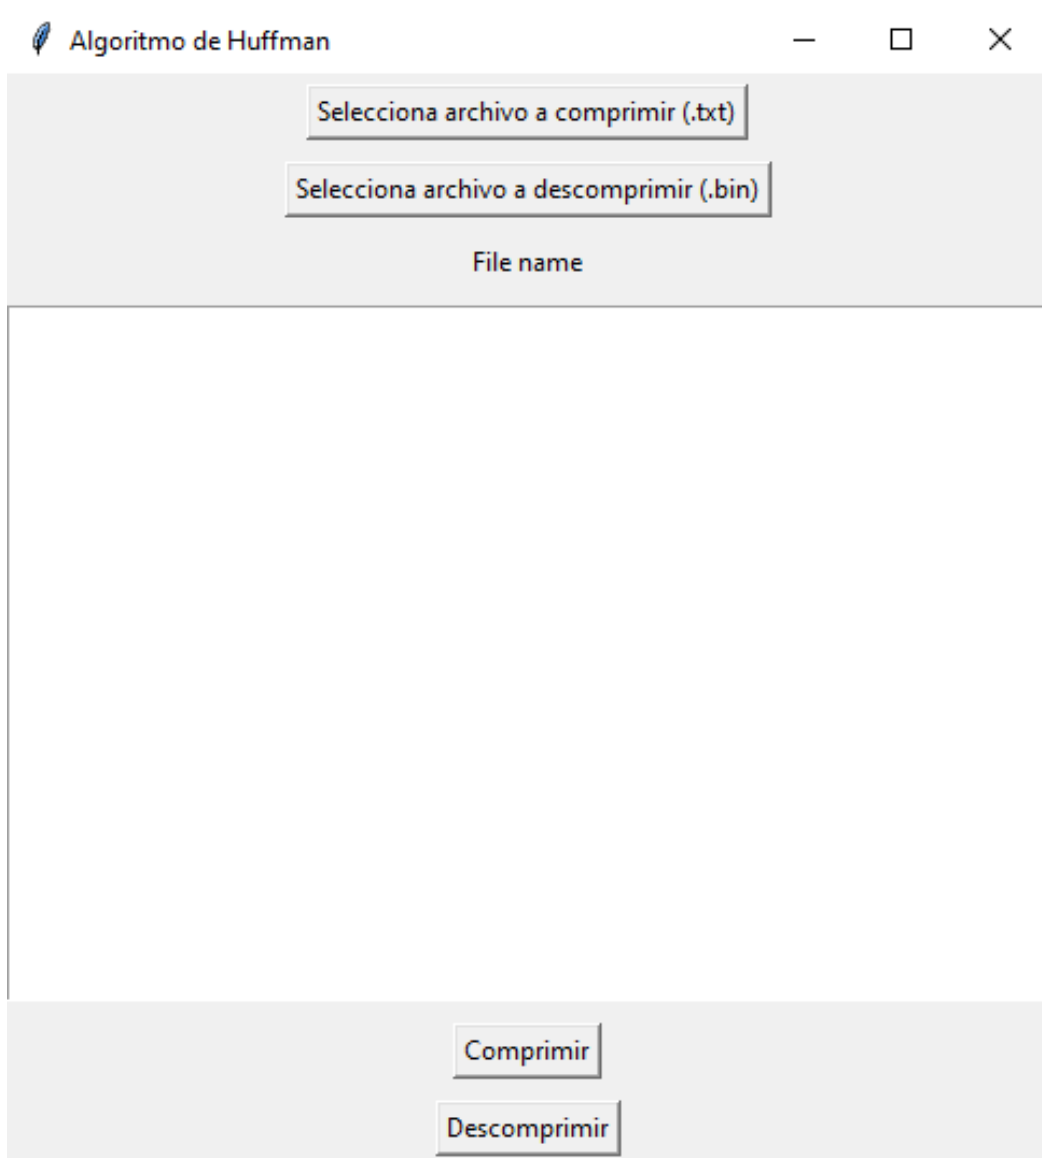 Algoritmo de Huffman
Selecciona archivo a comprimir (.txt)
Selecciona archivo a descomprimir (.bin)
File name
Comprimir
Descomprimir